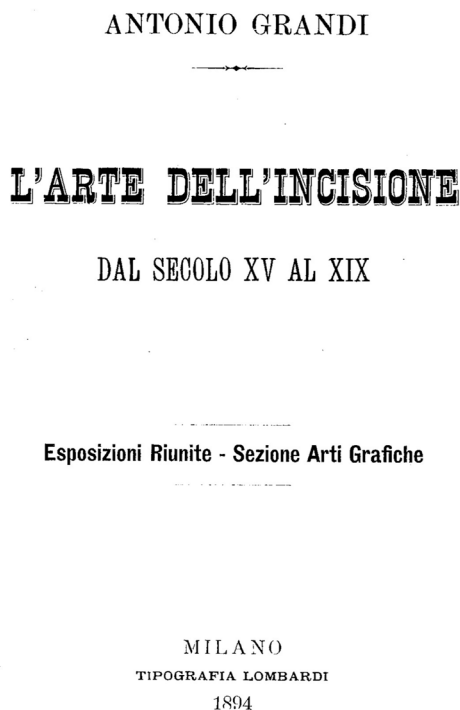 ANTONIO GRANDI
L'ARTE DELL'INCISIONE
DAL SECOLO XV AL XIX
Esposizioni Riunite - Sezione Arti Grafiche
MILANO
TIPOGRAFIA LOMBARDI
1894